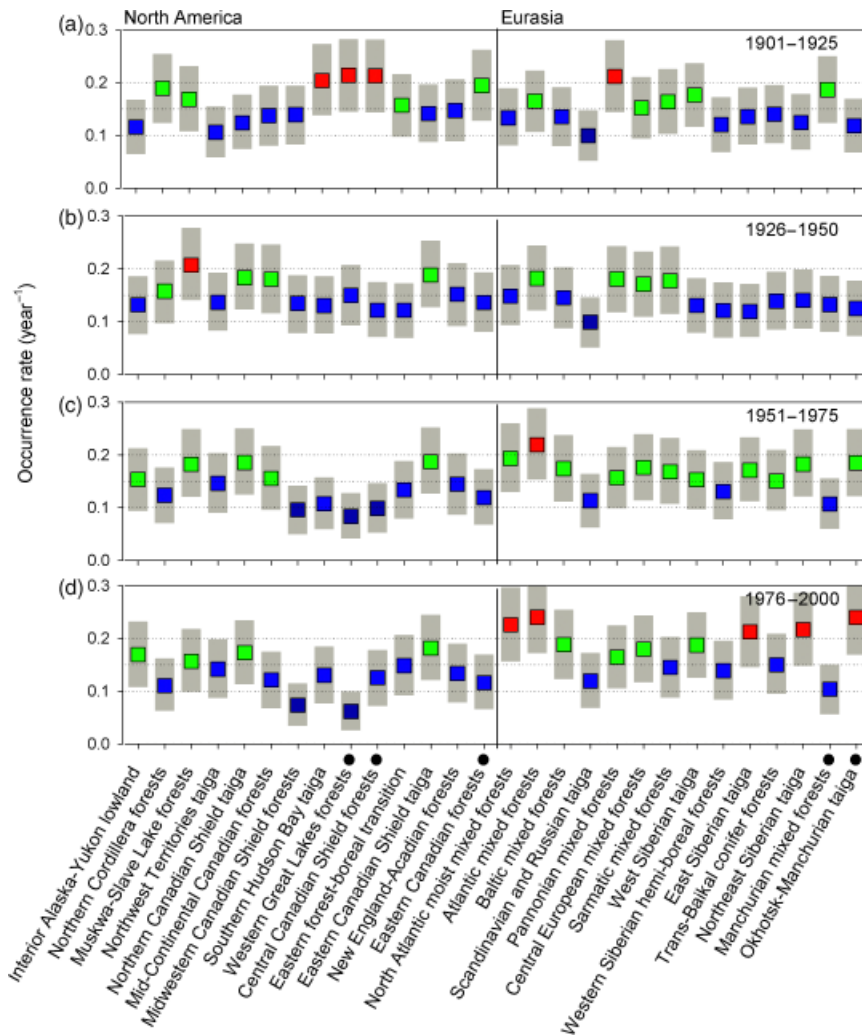 North America
Eurasia
(a)
1901–1925
0.3
0.2
0.1
0.0
(b)
1926–1950
0.3
0.2
0.1
0.0
(c)
1951–1975
0.3
0.2
0.1
0.0
(d)
1976–2000
0.3
0.2
0.1
0.0
Occurrence rate (year⁻¹)
Interior Alaska-Yukon lowland
Northern Cordillera forests
Muskwa-Slave Lake forests
Northwest Territories taiga
Northern Canadian Shield taiga
Mid-Continental Canadian forests
Midwestern Canadian Shield forests
Southern Hudson Bay taiga
Western Great Lakes forests
Central Canadian Shield forests
Eastern forest-boreal transition
Eastern Canadian Shield taiga
New England-Acadian forests
Eastern Canadian forests
North Atlantic moist mixed forests
Atlantic mixed forests
Baltic mixed forests
Scandinavian and Russian taiga
Pannonian mixed forests
Central European mixed forests
Sarmatic mixed forests
West Siberian taiga
Western Siberian hemi-boreal forests
East Siberian taiga
Trans-Baikal conifer forests
Northeast Siberian taiga
Manchurian mixed forests
Okhotsk-Manchurian taiga